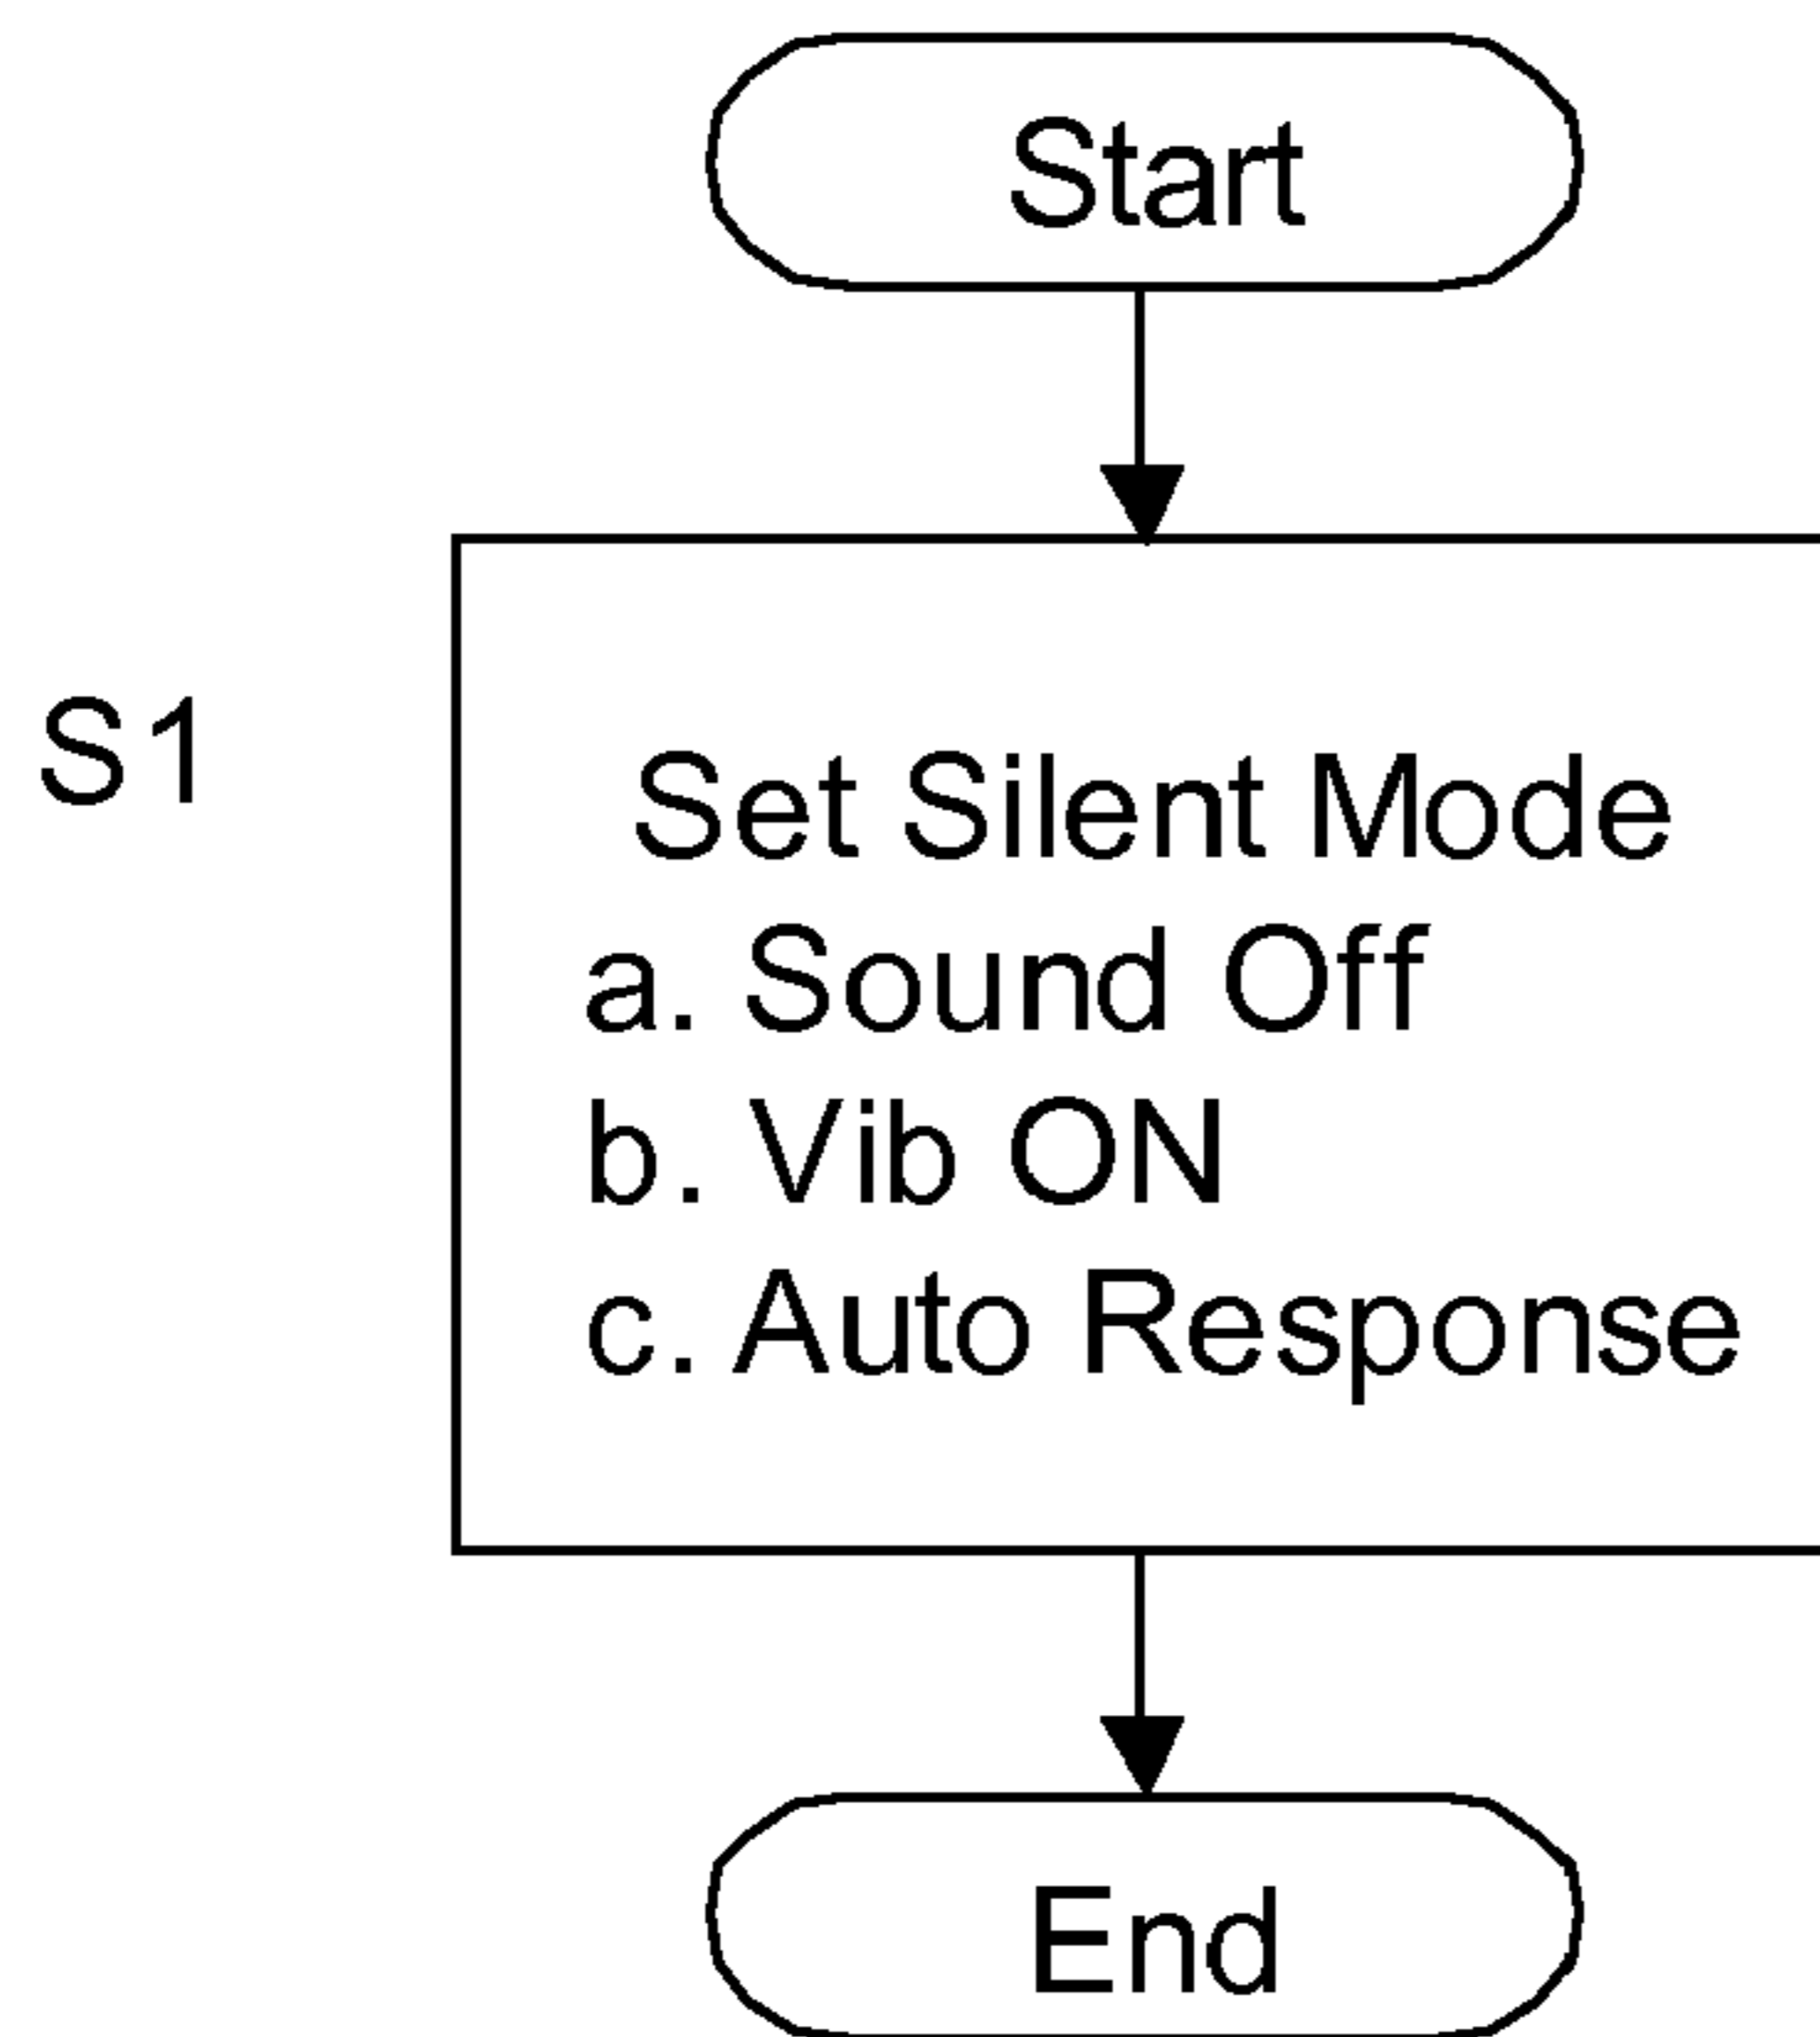 Start
S1
Set Silent Mode
a. Sound Off
b. Vib ON
c. Auto Response
End